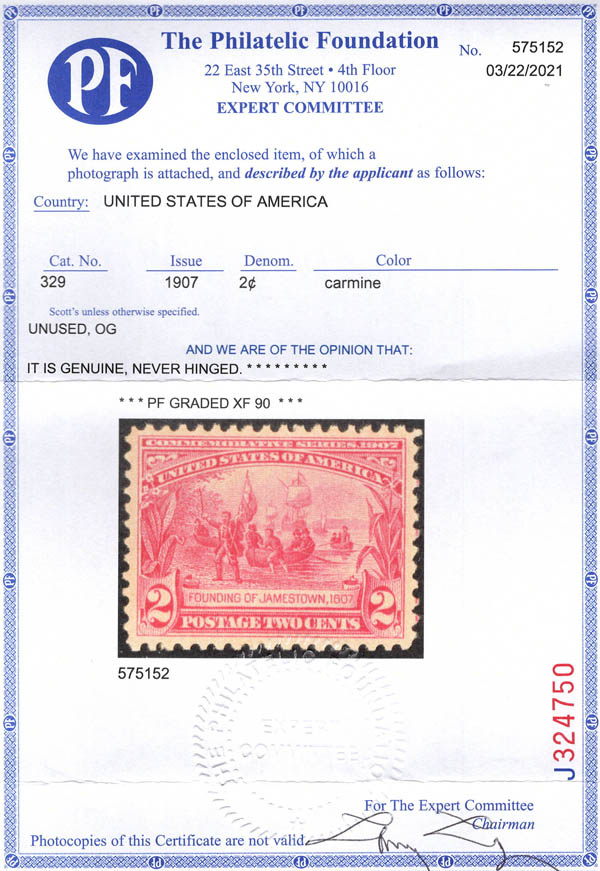 PF
The Philatelic Foundation
No. 575152
22 East 35th Street • 4th Floor
03/22/2021
New York, NY 10016
EXPERT COMMITTEE
We have examined the enclosed item, of which a
photograph is attached, and described by the applicant as follows:
Country: UNITED STATES OF AMERICA
Cat. No. Issue Denom. Color
329 1907 2¢ carmine
Scott's unless otherwise specified.
UNUSED, OG
AND WE ARE OF THE OPINION THAT:
IT IS GENUINE, NEVER HINGED. * * * * * * * * *
* * * PF GRADED XF 90 * * *
COMMEMORATIVE SERIES, 1907
UNITED STATES OF AMERICA
FOUNDING OF JAMESTOWN, 1607
2 2
POSTAGE TWO CENTS
575152
THE PHILATELIC FOUNDATION
EXPERT
COMMITTEE
J324750
For The Expert Committee
Chairman
Photocopies of this Certificate are not valid.